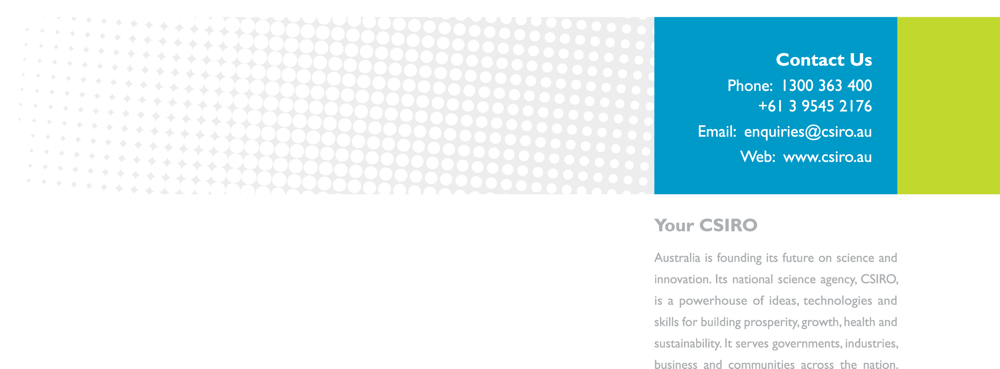 Contact Us
Phone: 1300 363 400
+61 3 9545 2176
Email: enquiries@csiro.au
Web: www.csiro.au
Your CSIRO
Australia is founding its future on science and
innovation. Its national science agency, CSIRO,
is a powerhouse of ideas, technologies and
skills for building prosperity, growth, health and
sustainability. It serves governments, industries,
business and communities across the nation.